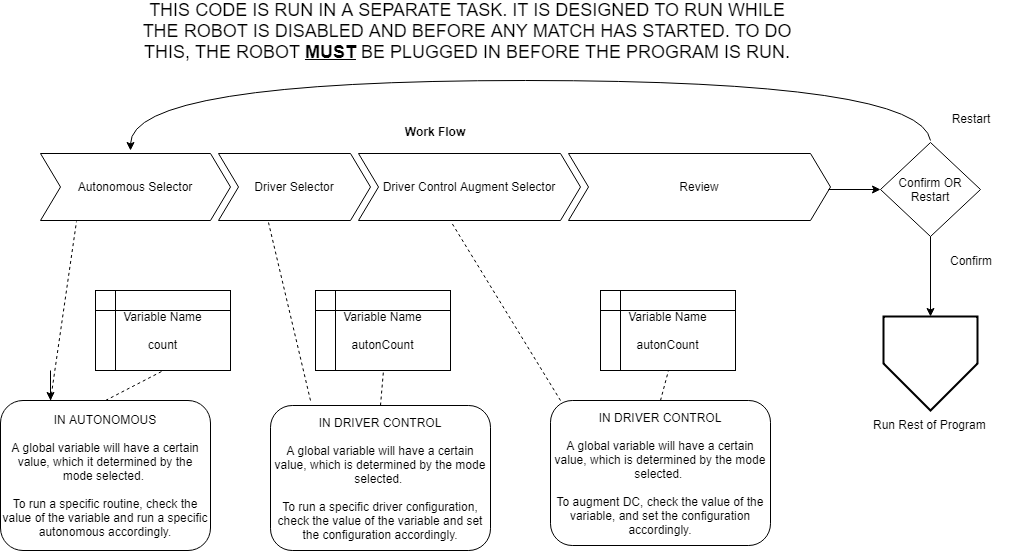 THIS CODE IS RUN IN A SEPARATE TASK. IT IS DESIGNED TO RUN WHILE
THE ROBOT IS DISABLED AND BEFORE ANY MATCH HAS STARTED. TO DO
THIS, THE ROBOT MUST BE PLUGGED IN BEFORE THE PROGRAM IS RUN.
Restart
Work Flow
Autonomous Selector
Driver Selector
Driver Control Augment Selector
Review
Confirm OR
Restart
Confirm
Variable Name
count
Variable Name
autonCount
Variable Name
autonCount
Run Rest of Program
IN AUTONOMOUS
A global variable will have a certain
value, which it determined by the
mode selected.
To run a specific routine, check the
value of the variable and run a specific
autonomous accordingly.
IN DRIVER CONTROL
A global variable will have a certain
value, which is determined by the mode
selected.
To run a specific driver configuration,
check the value of the variable and set
the configuration accordingly.
IN DRIVER CONTROL
A global variable will have a certain
value, which is determined by the mode
selected.
To augment DC, check the value of the
variable, and set the configuration
accordingly.